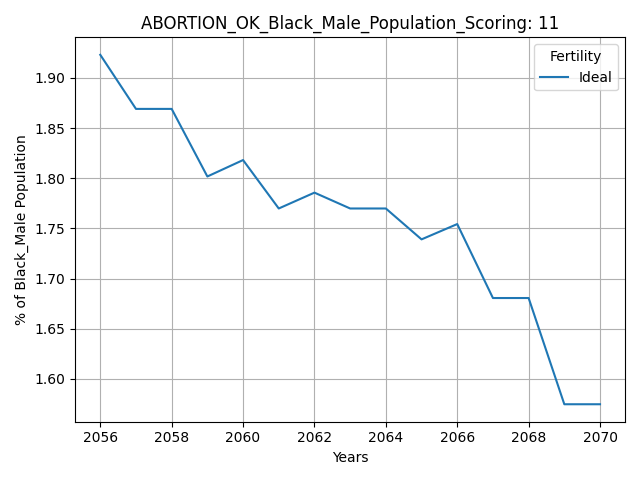 ABORTION_OK_Black_Male_Population_Scoring: 11
Fertility
Ideal
% of Black_Male Population
1.90
1.85
1.80
1.75
1.70
1.65
1.60
2056 2058 2060 2062 2064 2066 2068 2070
Years